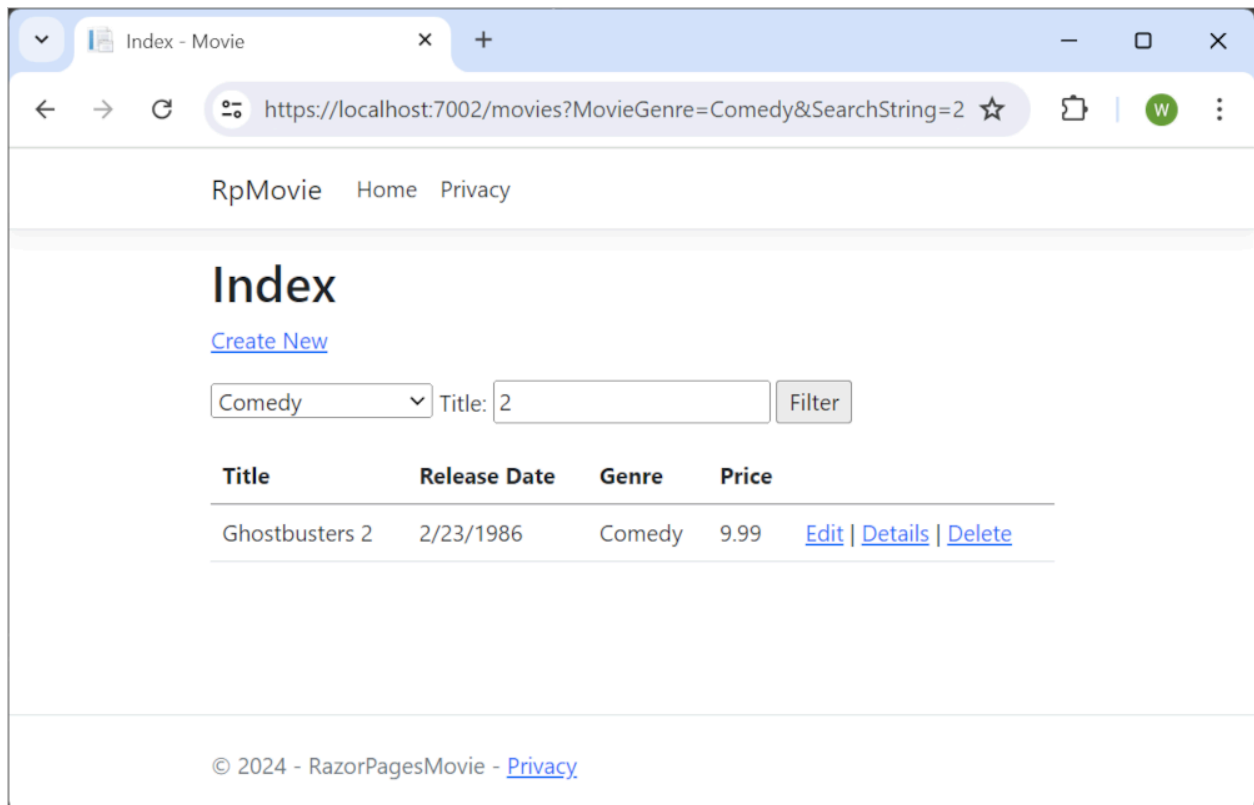 Index - Movie
https://localhost:7002/movies?MovieGenre=Comedy&SearchString=2
W
RpMovie Home Privacy
Index
Create New
Comedy Title: 2 Filter
Title Release Date Genre Price
Ghostbusters 2 2/23/1986 Comedy 9.99 Edit | Details | Delete
© 2024 - RazorPagesMovie - Privacy